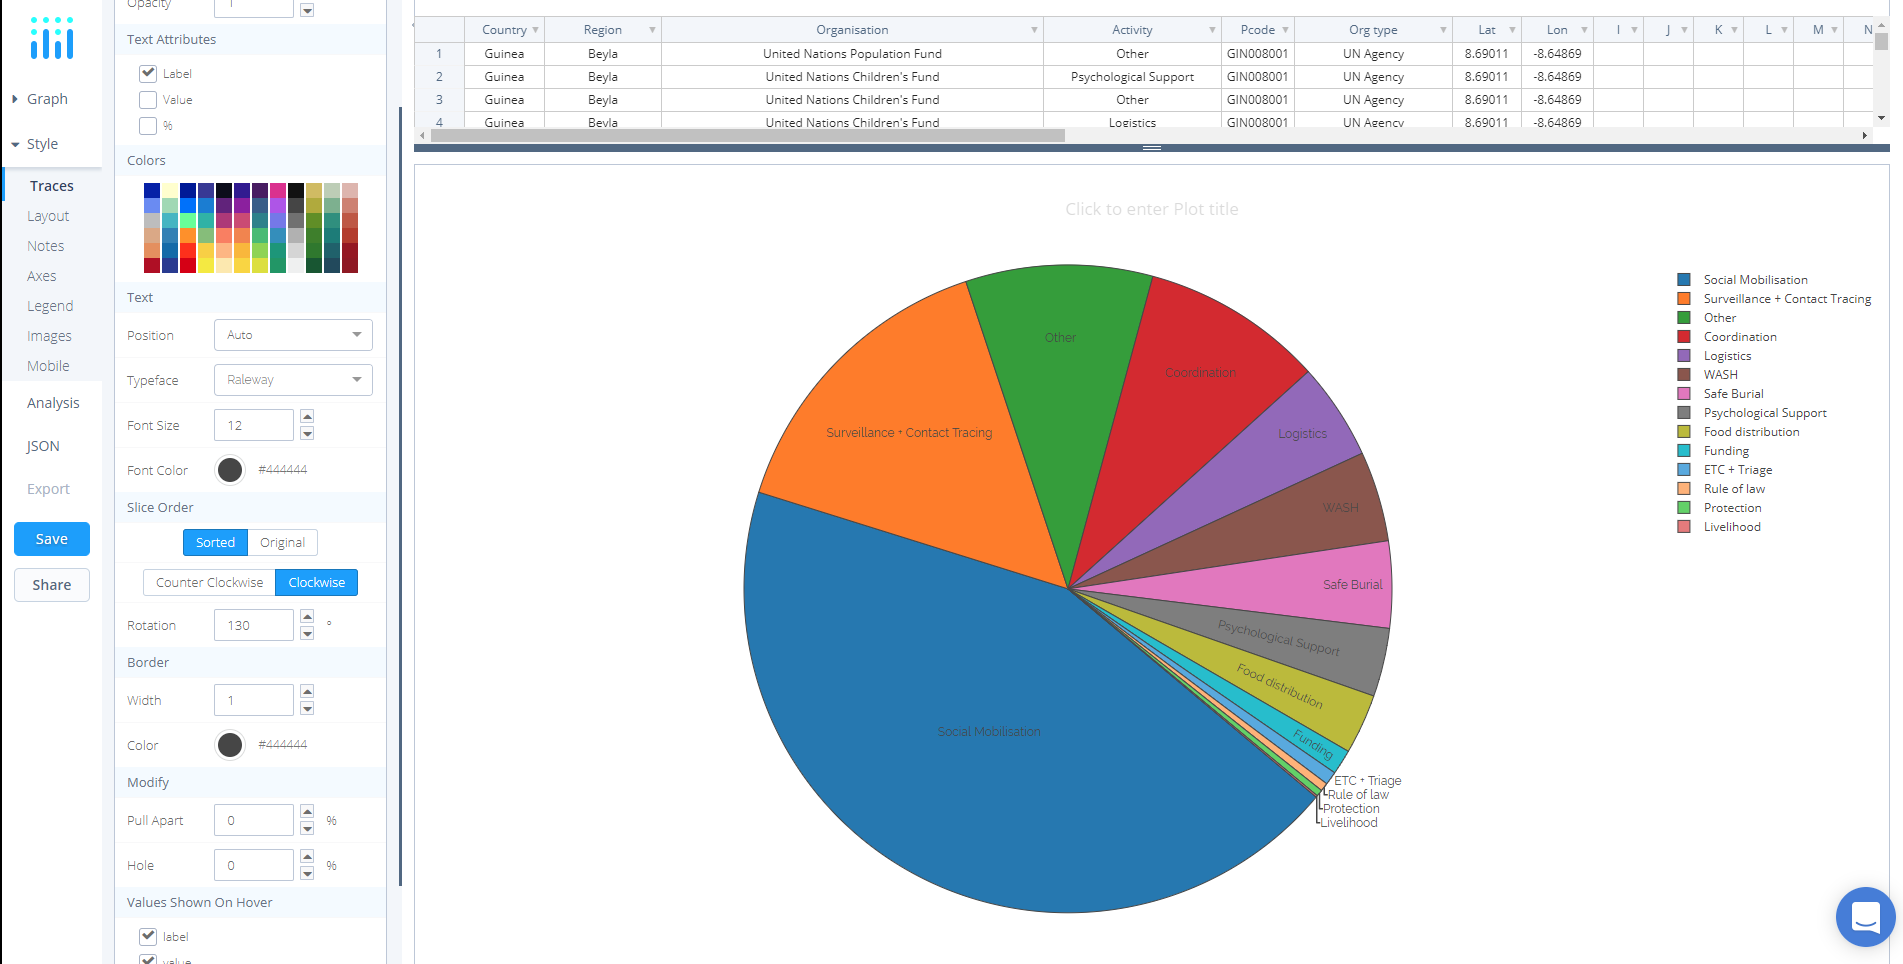 Opacity
1
Text Attributes
Label
Value
%
Colors
Text
Position Auto
Typeface Raleway
Font Size 12
Font Color #444444
Slice Order
Sorted Original
Counter Clockwise Clockwise
Rotation 130 °
Border
Width 1
Color #444444
Modify
Pull Apart 0 %
Hole 0 %
Values Shown On Hover
label
value
Graph
Style
Traces
Layout
Notes
Axes
Legend
Images
Mobile
Analysis
JSON
Export
Save
Share
Country Region Organisation Activity Pcode Org type Lat Lon I J K L M N
1 Guinea Beyla United Nations Population Fund Other GIN008001 UN Agency 8.69011 -8.64869
2 Guinea Beyla United Nations Children's Fund Psychological Support GIN008001 UN Agency 8.69011 -8.64869
3 Guinea Beyla United Nations Children's Fund Other GIN008001 UN Agency 8.69011 -8.64869
4 Guinea Beyla United Nations Children's Fund Logistics GIN008001 UN Agency 8.69011 -8.64869
Click to enter Plot title
Other
Coordination
Surveillance + Contact Tracing
Logistics
WASH
Safe Burial
Psychological Support
Food distribution
Funding
Social Mobilisation
ETC + Triage
Rule of law
Protection
Livelihood
Social Mobilisation
Surveillance + Contact Tracing
Other
Coordination
Logistics
WASH
Safe Burial
Psychological Support
Food distribution
Funding
ETC + Triage
Rule of law
Protection
Livelihood